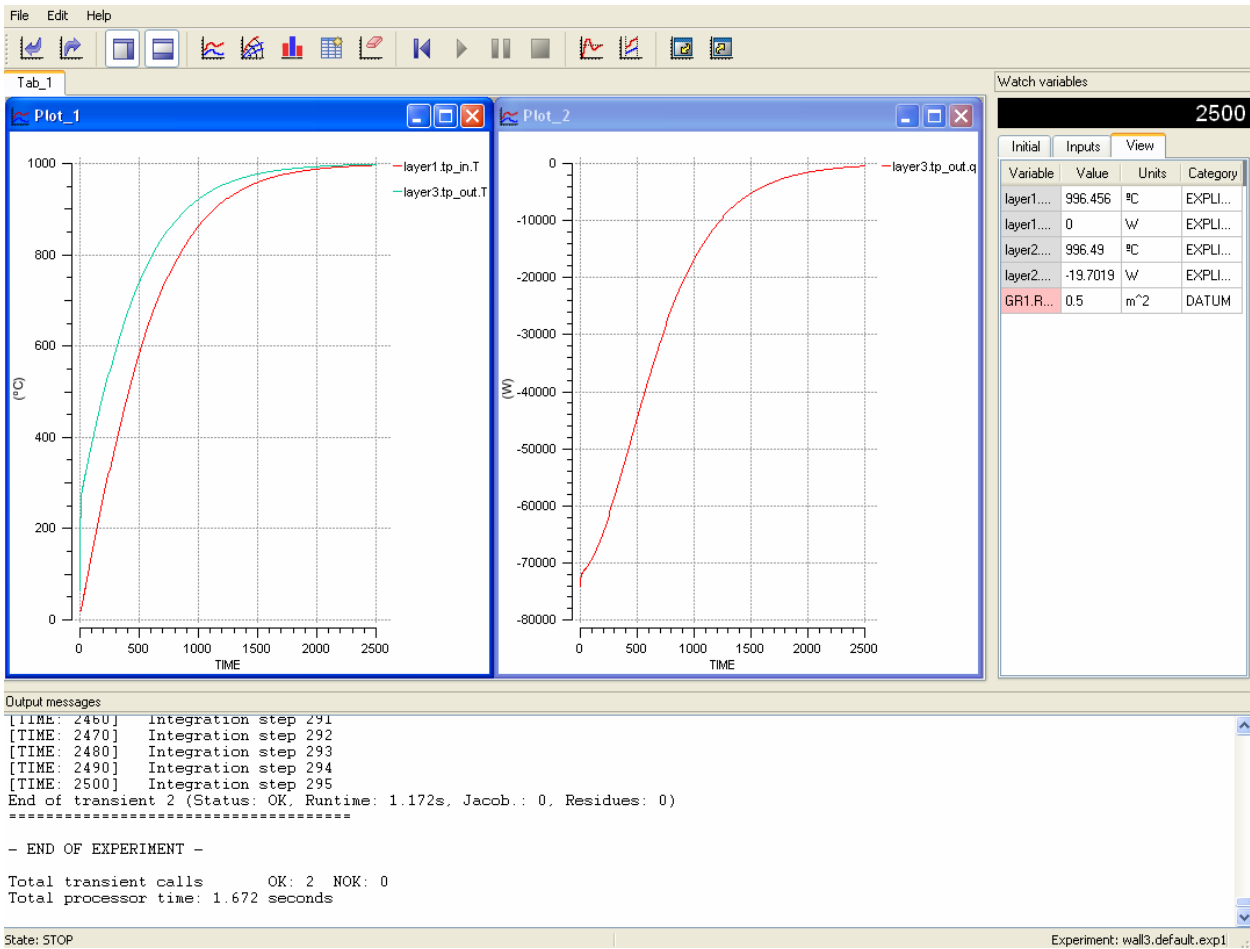 File Edit Help
Tab_1
Plot_1
1000
800
600
400
200
0
(ºC)
0 500 1000 1500 2000 2500
TIME
layer1.tp_in.T
layer3.tp_out.T
Plot_2
0
-10000
-20000
-30000
-40000
-50000
-60000
-70000
-80000
(W)
0 500 1000 1500 2000 2500
TIME
layer3.tp_out.q
Watch variables
2500
Initial Inputs View
Variable Value Units Category
layer1.... 996.456 ºC EXPLI...
layer1.... 0 W EXPLI...
layer2.... 996.49 ºC EXPLI...
layer2.... -19.7019 W EXPLI...
GR1.R... 0.5 m^2 DATUM
Output messages
[TIME: 2460] Integration step 291
[TIME: 2470] Integration step 292
[TIME: 2480] Integration step 293
[TIME: 2490] Integration step 294
[TIME: 2500] Integration step 295
End of transient 2 (Status: OK, Runtime: 1.172s, Jacob.: 0, Residues: 0)
=====================================
- END OF EXPERIMENT -
Total transient calls OK: 2 NOK: 0
Total processor time: 1.672 seconds
State: STOP
Experiment: wall3.default.exp1